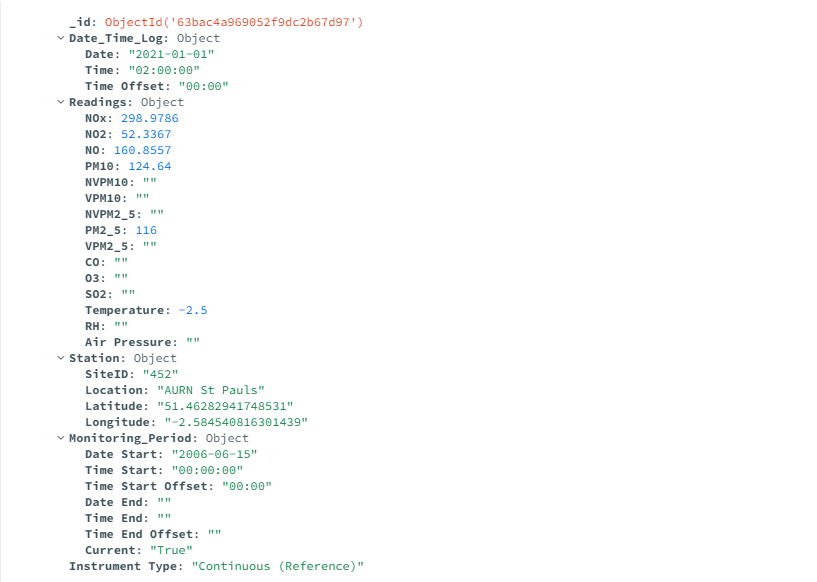 _id: ObjectId('63bac4a969052f9dc2b67d97')
Date_Time_Log: Object
Date: "2021-01-01"
Time: "02:00:00"
Time Offset: "00:00"
Readings: Object
NOx: 298.9786
NO2: 52.3367
NO: 160.8557
PM10: 124.64
NVPM10: ""
VPM10: ""
NVPM2_5: ""
PM2_5: 116
VPM2_5: ""
CO: ""
O3: ""
SO2: ""
Temperature: -2.5
RH: ""
Air Pressure: ""
Station: Object
SiteID: "452"
Location: "AURN St Pauls"
Latitude: "51.46282941748531"
Longitude: "-2.584540816301439"
Monitoring_Period: Object
Date Start: "2006-06-15"
Time Start: "00:00:00"
Time Start Offset: "00:00"
Date End: ""
Time End: ""
Time End Offset: ""
Current: "True"
Instrument Type: "Continuous (Reference)"